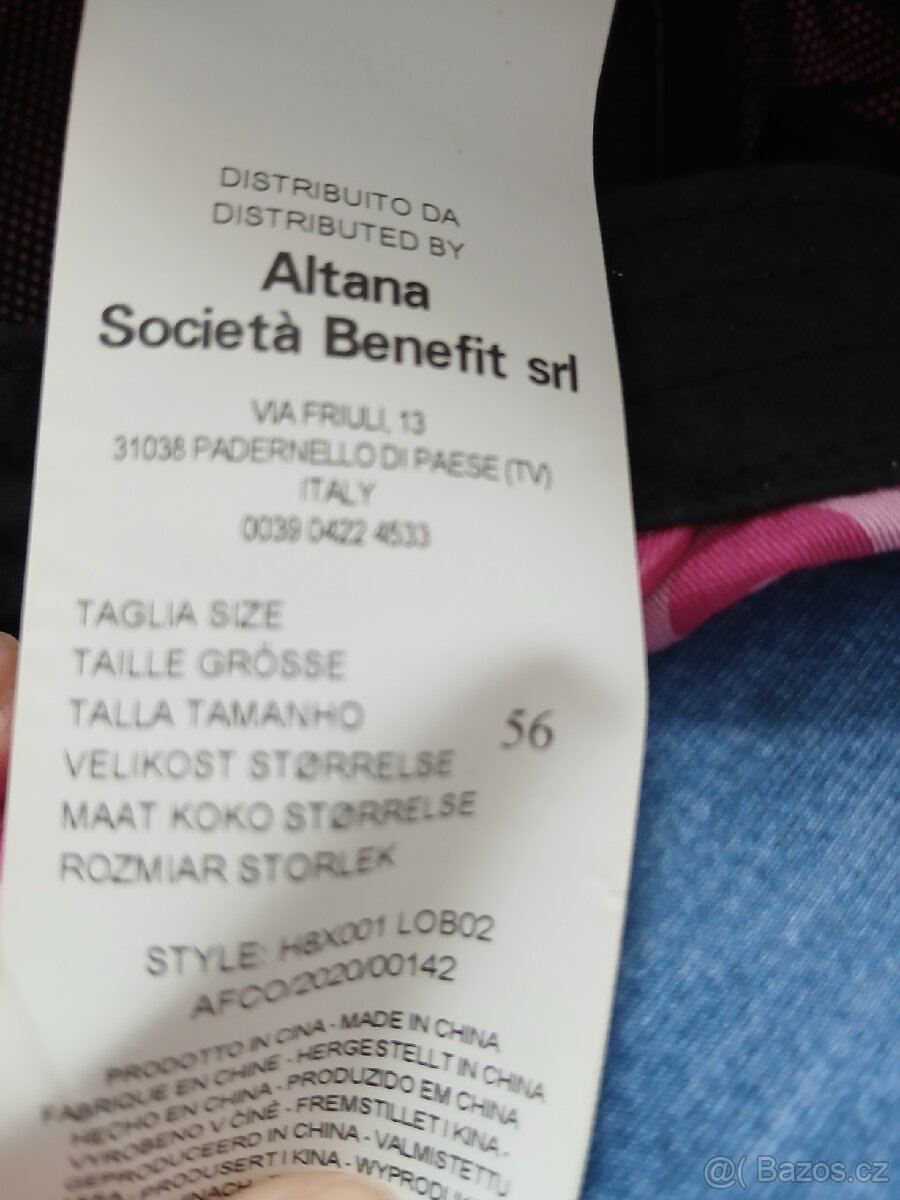 DISTRIBUITO DA
DISTRIBUTED BY
Altana
Società Benefit srl
VIA FRIULI, 13
31038 PADERNELLO DI PAESE (TV)
ITALY
0039 0422 4533
TAGLIA SIZE
TAILLE GRÖSSE
TALLA TAMANHO
56
VELIKOST STØRRELSE
MAAT KOKO STØRRELSE
ROZMIAR STORLEK
STYLE: H8X001 LOB02
AFCO/2020/00142
PRODOTTO IN CINA - MADE IN CHINA
FABRIQUE EN CHINE - HERGESTELLT IN CHINA
HECHO EN CHINA - PRODUZIDO EM CHINA
VYROBENO V ČINĚ - FREMSTILLET I KINA -
GEPRODUCEERD IN CHINA - VALMISTETTU
PRODUSERT I KINA -
@( Bazos.cz